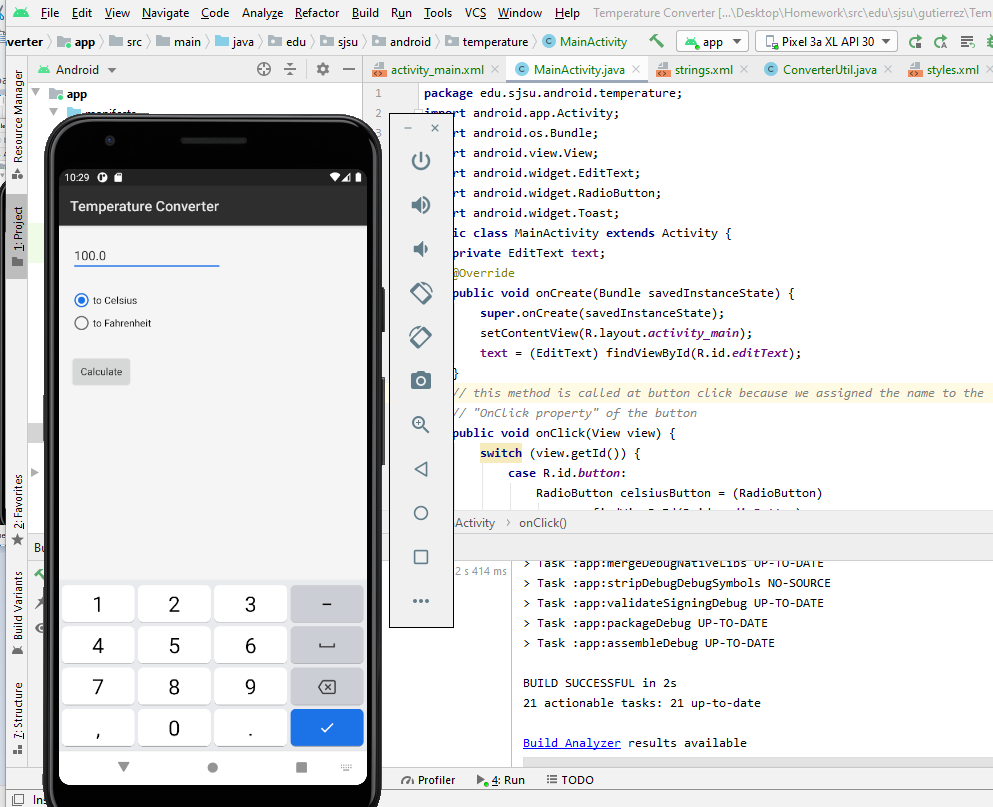 File Edit View Navigate Code Analyze Refactor Build Run Tools VCS Window Help Temperature Converter [...\Desktop\Homework\src\edu\sjsu\gutierrez\Tem
verter app src main java edu sjsu android temperature MainActivity app Pixel 3a XL API 30
Android
activity_main.xml MainActivity.java strings.xml ConverterUtil.java styles.xml
Resource Manager
1: Project
2: Favorites
Build Variants
7: Structure
app
manifests
10:29
Temperature Converter
100.0
to Celsius
to Fahrenheit
Calculate
1 2 3 -
4 5 6
7 8 9
, 0 .
1 package edu.sjsu.android.temperature;
2 import android.app.Activity;
3 rt android.os.Bundle;
rt android.view.View;
rt android.widget.EditText;
rt android.widget.RadioButton;
rt android.widget.Toast;
ic class MainActivity extends Activity {
private EditText text;
@Override
public void onCreate(Bundle savedInstanceState) {
super.onCreate(savedInstanceState);
setContentView(R.layout.activity_main);
text = (EditText) findViewById(R.id.editText);
}
// this method is called at button click because we assigned the name to the
// "OnClick property" of the button
public void onClick(View view) {
switch (view.getId()) {
case R.id.button:
RadioButton celsiusButton = (RadioButton)
Activity › onClick()
Bu
2 s 414 ms
> Task :app:mergeDebugNativeLibs UP-TO-DATE
> Task :app:stripDebugDebugSymbols NO-SOURCE
> Task :app:validateSigningDebug UP-TO-DATE
> Task :app:packageDebug UP-TO-DATE
> Task :app:assembleDebug UP-TO-DATE
BUILD SUCCESSFUL in 2s
21 actionable tasks: 21 up-to-date
Build Analyzer results available
Profiler 4: Run TODO
Ins